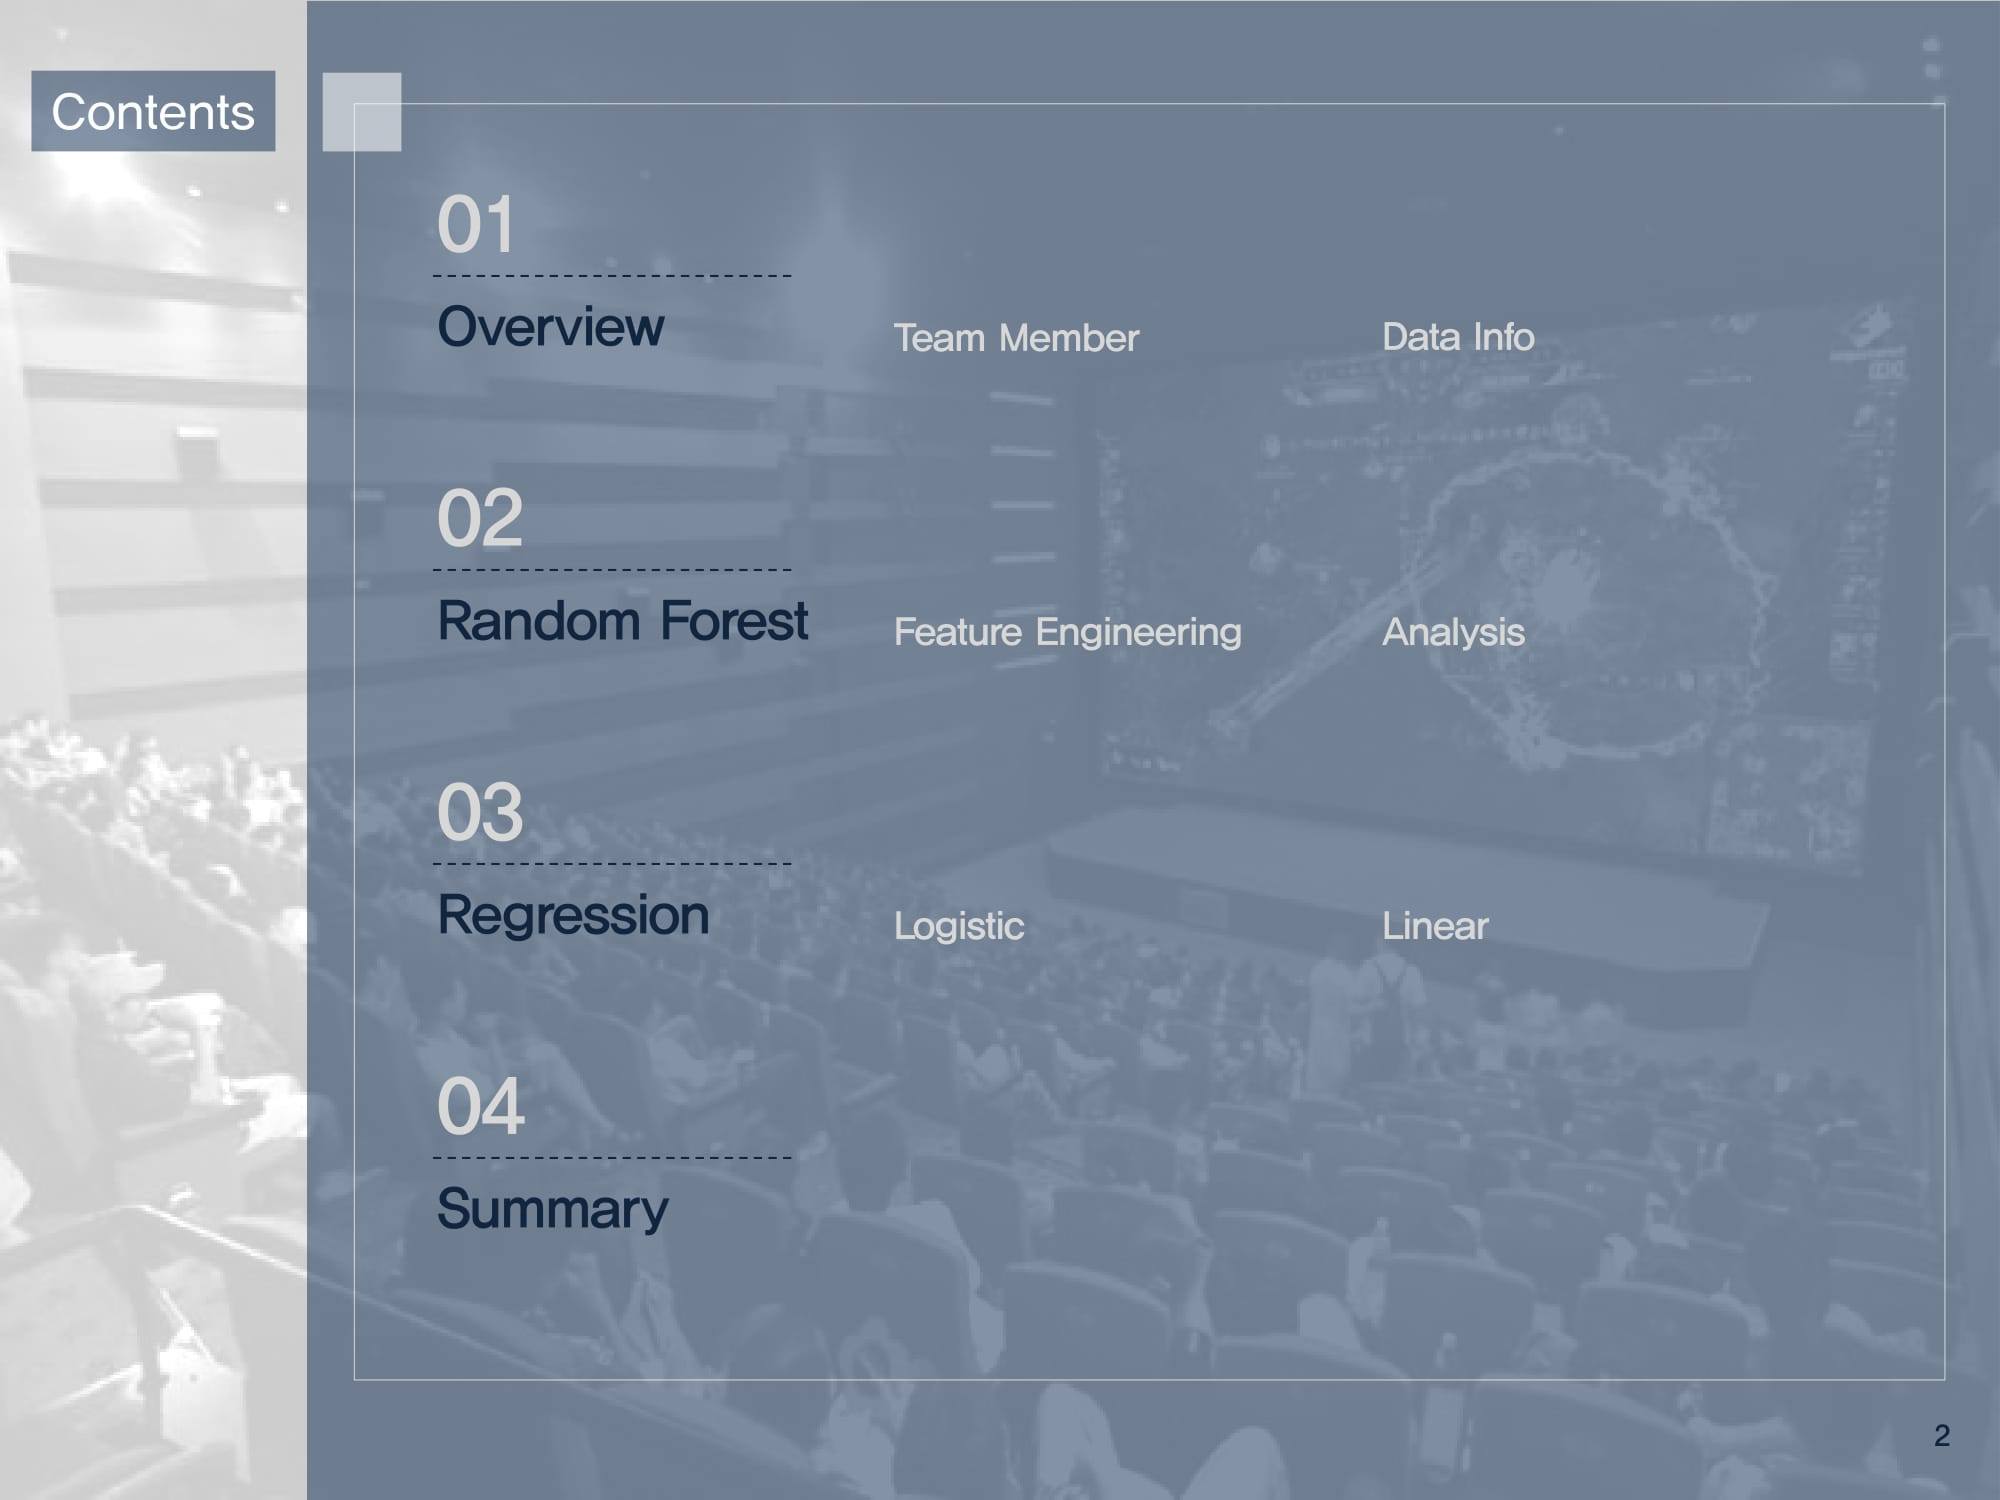 Contents
01
Overview
Team Member
Data Info
02
Random Forest
Feature Engineering
Analysis
03
Regression
Logistic
Linear
04
Summary
2